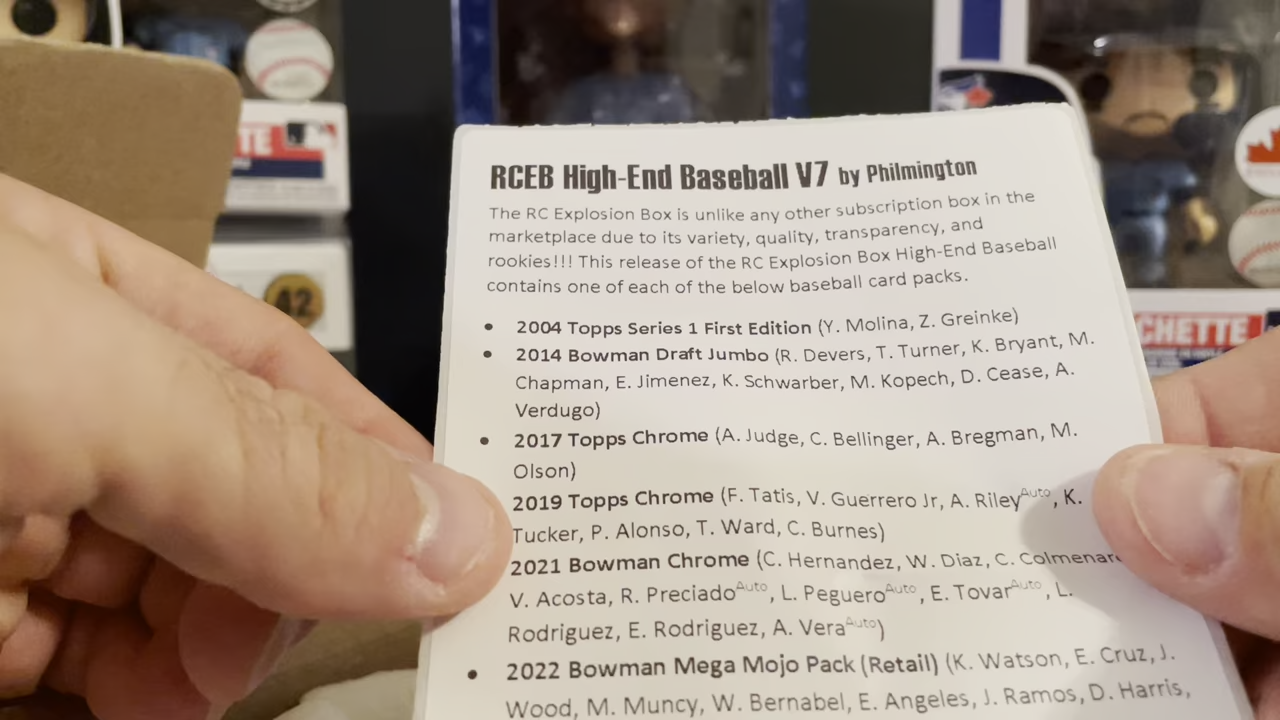 RCEB High-End Baseball V7 by Philmington
The RC Explosion Box is unlike any other subscription box in the
marketplace due to its variety, quality, transparency, and
rookies!!! This release of the RC Explosion Box High-End Baseball
contains one of each of the below baseball card packs.
• 2004 Topps Series 1 First Edition (Y. Molina, Z. Greinke)
• 2014 Bowman Draft Jumbo (R. Devers, T. Turner, K. Bryant, M.
Chapman, E. Jimenez, K. Schwarber, M. Kopech, D. Cease, A.
Verdugo)
• 2017 Topps Chrome (A. Judge, C. Bellinger, A. Bregman, M.
Olson)
2019 Topps Chrome (F. Tatis, V. Guerrero Jr, A. Riley Auto, K.
Tucker, P. Alonso, T. Ward, C. Burnes)
2021 Bowman Chrome (C. Hernandez, W. Diaz, C. Colmenar
V. Acosta, R. Preciado Auto, L. Peguero Auto, E. Tovar Auto, L.
Rodriguez, E. Rodriguez, A. Vera Auto)
• 2022 Bowman Mega Mojo Pack (Retail) (K. Watson, E. Cruz, J.
Wood, M. Muncy, W. Bernabel, E. Angeles, J. Ramos, D. Harris,
TE
42
CHETTE